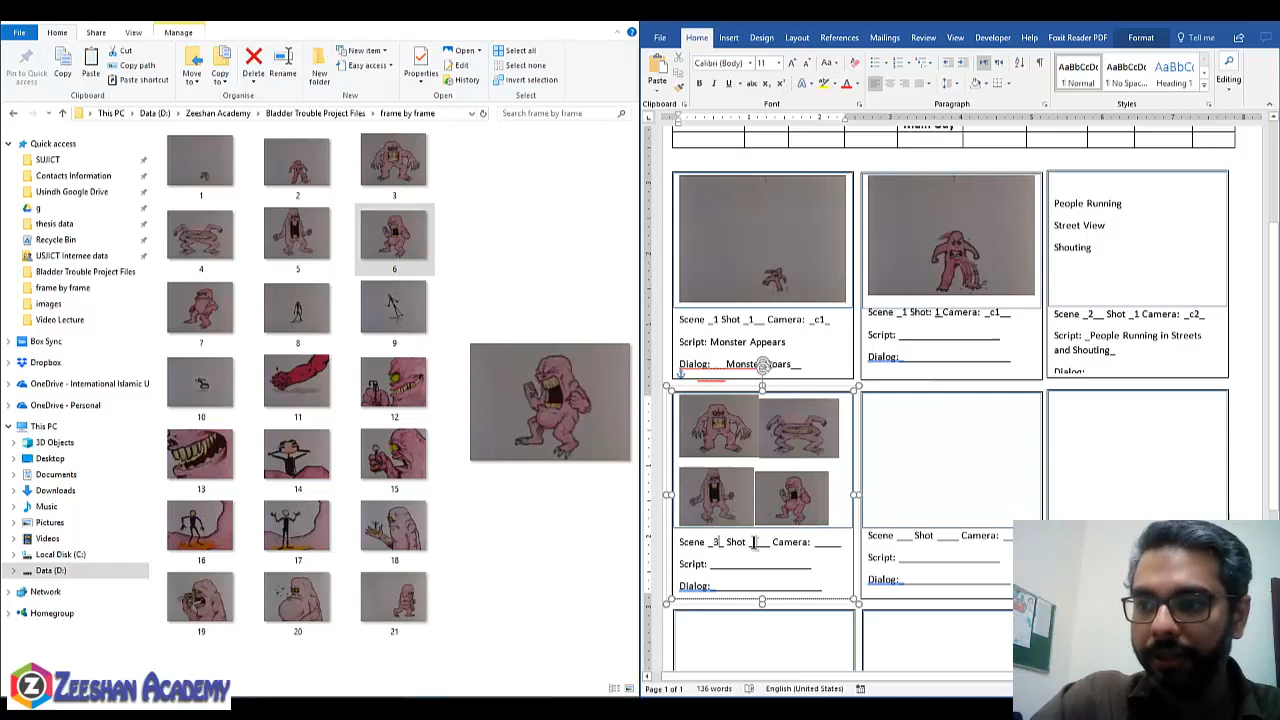 File Home Share View Manage
File Home Insert Design Layout References Mailings Review View Developer Help Foxit Reader PDF Format Tell me
Pin to Quick access
Copy
Paste
Cut
Copy path
Paste shortcut
Move to
Copy to
Delete
Rename
New folder
New item
Easy access
Properties
Open
Edit
History
Select all
Select none
Invert selection
Clipboard Organise New Open Select
Paste
Calibri (Body) 11
AaBbCcDc AaBbCcDc AaBbCc
¶ Normal ¶ No Spac... Heading 1
Editing
Clipboard Font Paragraph Styles
This PC Data (D:) Zeeshan Academy Bladder Trouble Project Files frame by frame
Search frame by frame
Quick access
SUJICT
Contacts Information
Usindh Google Drive
g
thesis data
Recycle Bin
USJICT Internee data
Bladder Trouble Project Files
frame by frame
images
Video Lecture
Box Sync
Dropbox
OneDrive - International Islamic U
OneDrive - Personal
This PC
3D Objects
Desktop
Documents
Downloads
Music
Pictures
Videos
Local Disk (C:)
Data (D:)
Network
Homegroup
1 2 3
4 5 6
7 8 9
10 11 12
13 14 15
16 17 18
19 20 21
People Running
Street View
Shouting
Scene _1 Shot _1__ Camera: _c1_
Script: Monster Appears
Scene _1 Shot: 1 Camera: _c1__
Script: ____________________
Dialog:_____________________
Scene _2__ Shot _1 Camera: _c2_
Script: _People Running in Streets
and Shouting_
Dialog:
Scene _3_ Shot ____ Camera: _____
Script: ____________________
Dialog:_____________________
Scene ___ Shot ____ Camera: ____
Script: ____________________
Dialog:_
Page 1 of 1 136 words English (United States)
Z ZEESHAN ACADEMY